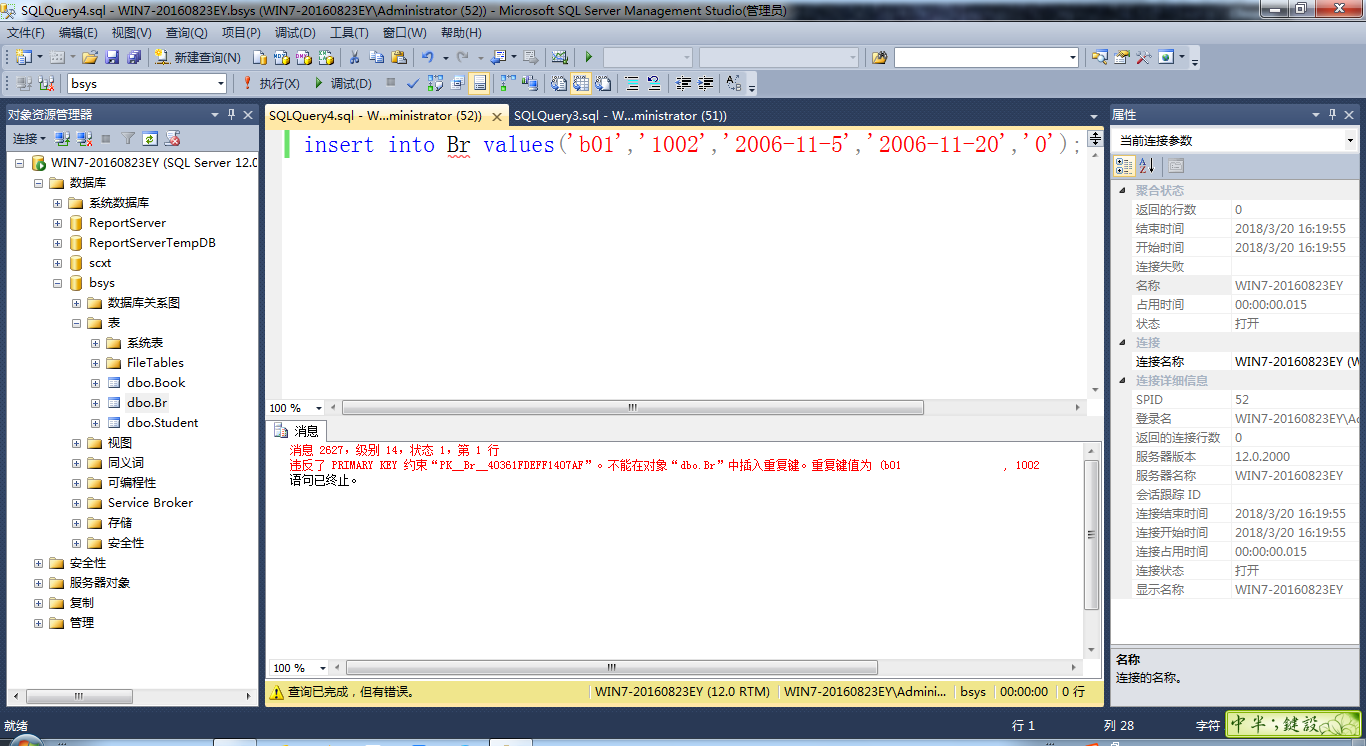 SQLQuery4.sql - WIN7-20160823EY.bsys (WIN7-20160823EY\Administrator (52)) - Microsoft SQL Server Management Studio(管理员)
文件(F) 编辑(E) 视图(V) 查询(Q) 项目(P) 调试(D) 工具(T) 窗口(W) 帮助(H)
新建查询(N)
bsys 执行(X) 调试(D)
对象资源管理器
连接
WIN7-20160823EY (SQL Server 12.0
数据库
系统数据库
ReportServer
ReportServerTempDB
scxt
bsys
数据库关系图
表
系统表
FileTables
dbo.Book
dbo.Br
dbo.Student
视图
同义词
可编程性
Service Broker
存储
安全性
安全性
服务器对象
复制
管理
SQLQuery4.sql - W...ministrator (52)) SQLQuery3.sql - W...ministrator (51))
insert into Br values('b01','1002','2006-11-5','2006-11-20','0');
100 %
消息
消息 2627，级别 14，状态 1，第 1 行
违反了 PRIMARY KEY 约束“PK__Br__40361FDEFF1407AF”。不能在对象“dbo.Br”中插入重复键。重复键值为 (b01 , 1002
语句已终止。
100 %
查询已完成，但有错误。 WIN7-20160823EY (12.0 RTM) WIN7-20160823EY\Admini... bsys 00:00:00 0 行
属性
当前连接参数
聚合状态
返回的行数 0
结束时间 2018/3/20 16:19:55
开始时间 2018/3/20 16:19:55
连接失败
名称 WIN7-20160823EY
占用时间 00:00:00.015
状态 打开
连接
连接名称 WIN7-20160823EY (W
连接详细信息
SPID 52
登录名 WIN7-20160823EY\Ad
返回的连接行数 0
服务器版本 12.0.2000
服务器名称 WIN7-20160823EY
会话跟踪 ID
连接结束时间 2018/3/20 16:19:55
连接开始时间 2018/3/20 16:19:55
连接占用时间 00:00:00.015
连接状态 打开
显示名称 WIN7-20160823EY
名称
连接的名称。
就绪 行 1 列 28 字符
中半；鍵設